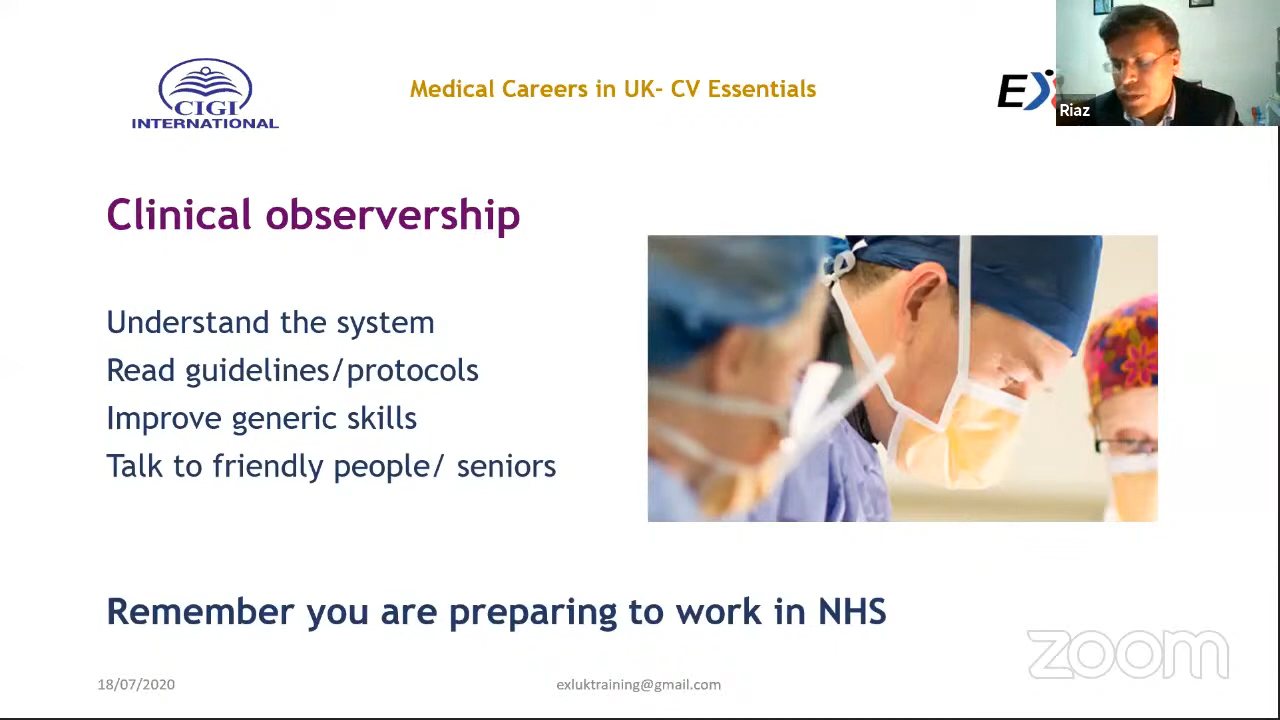 CIGI
INTERNATIONAL
Medical Careers in UK- CV Essentials
EX
Riaz
Clinical observership
Understand the system
Read guidelines/protocols
Improve generic skills
Talk to friendly people/ seniors
Remember you are preparing to work in NHS
zoom
18/07/2020
exluktraining@gmail.com